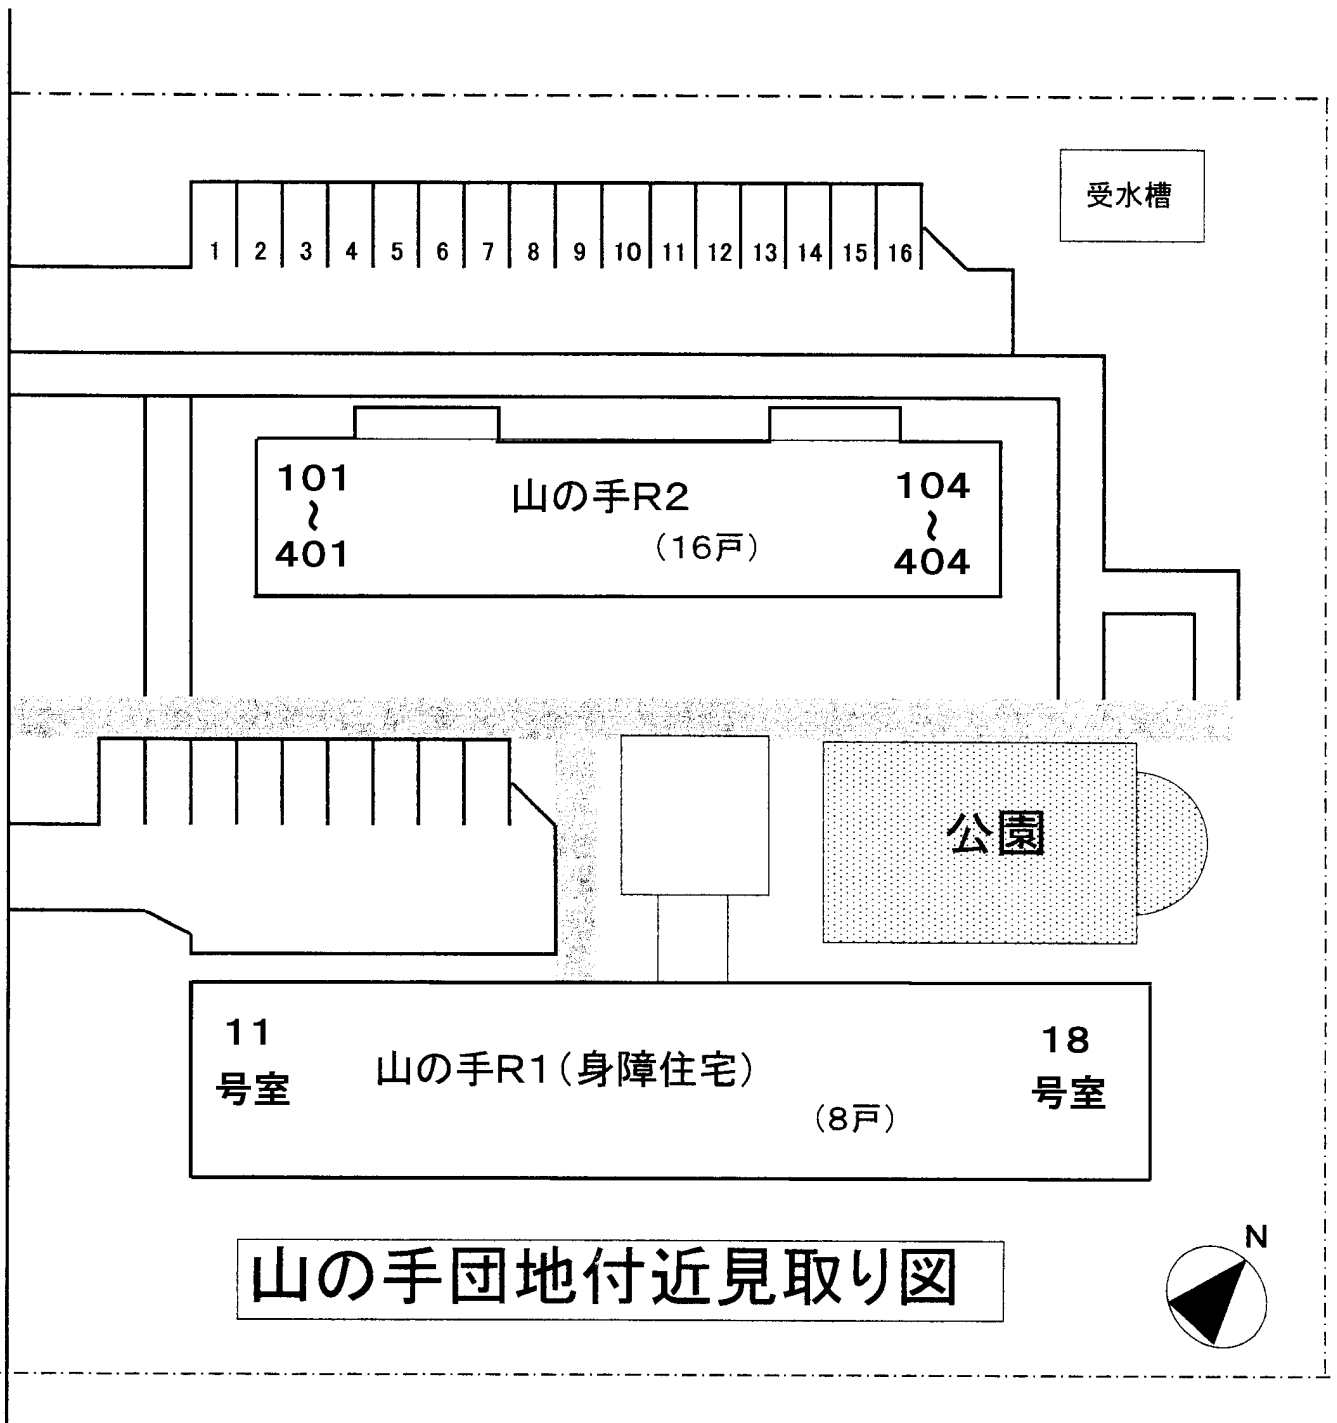 受水槽
1 2 3 4 5 6 7 8 9 10 11 12 13 14 15 16
101
～
401
山の手R2
（16戸）
104
～
404
公園
11
号室
山の手R1（身障住宅）
（8戸）
18
号室
山の手団地付近見取り図
N